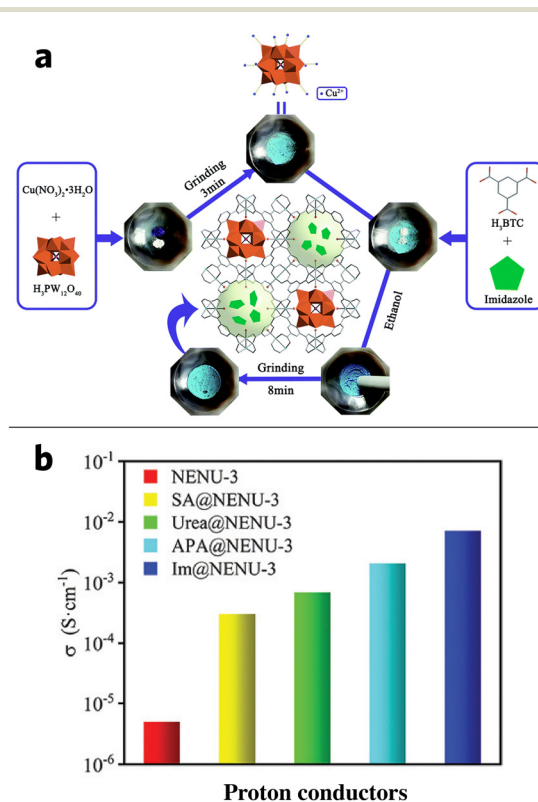 a
• Cu²⁺
Grinding
3min
Cu(NO₃)₂•3H₂O
+
H₃PW₁₂O₄₀
H₃BTC
+
Imidazole
Ethanol
Grinding
8min
b
10⁻¹
10⁻²
10⁻³
10⁻⁴
10⁻⁵
10⁻⁶
σ (S·cm⁻¹)
NENU-3
SA@NENU-3
Urea@NENU-3
APA@NENU-3
Im@NENU-3
Proton conductors